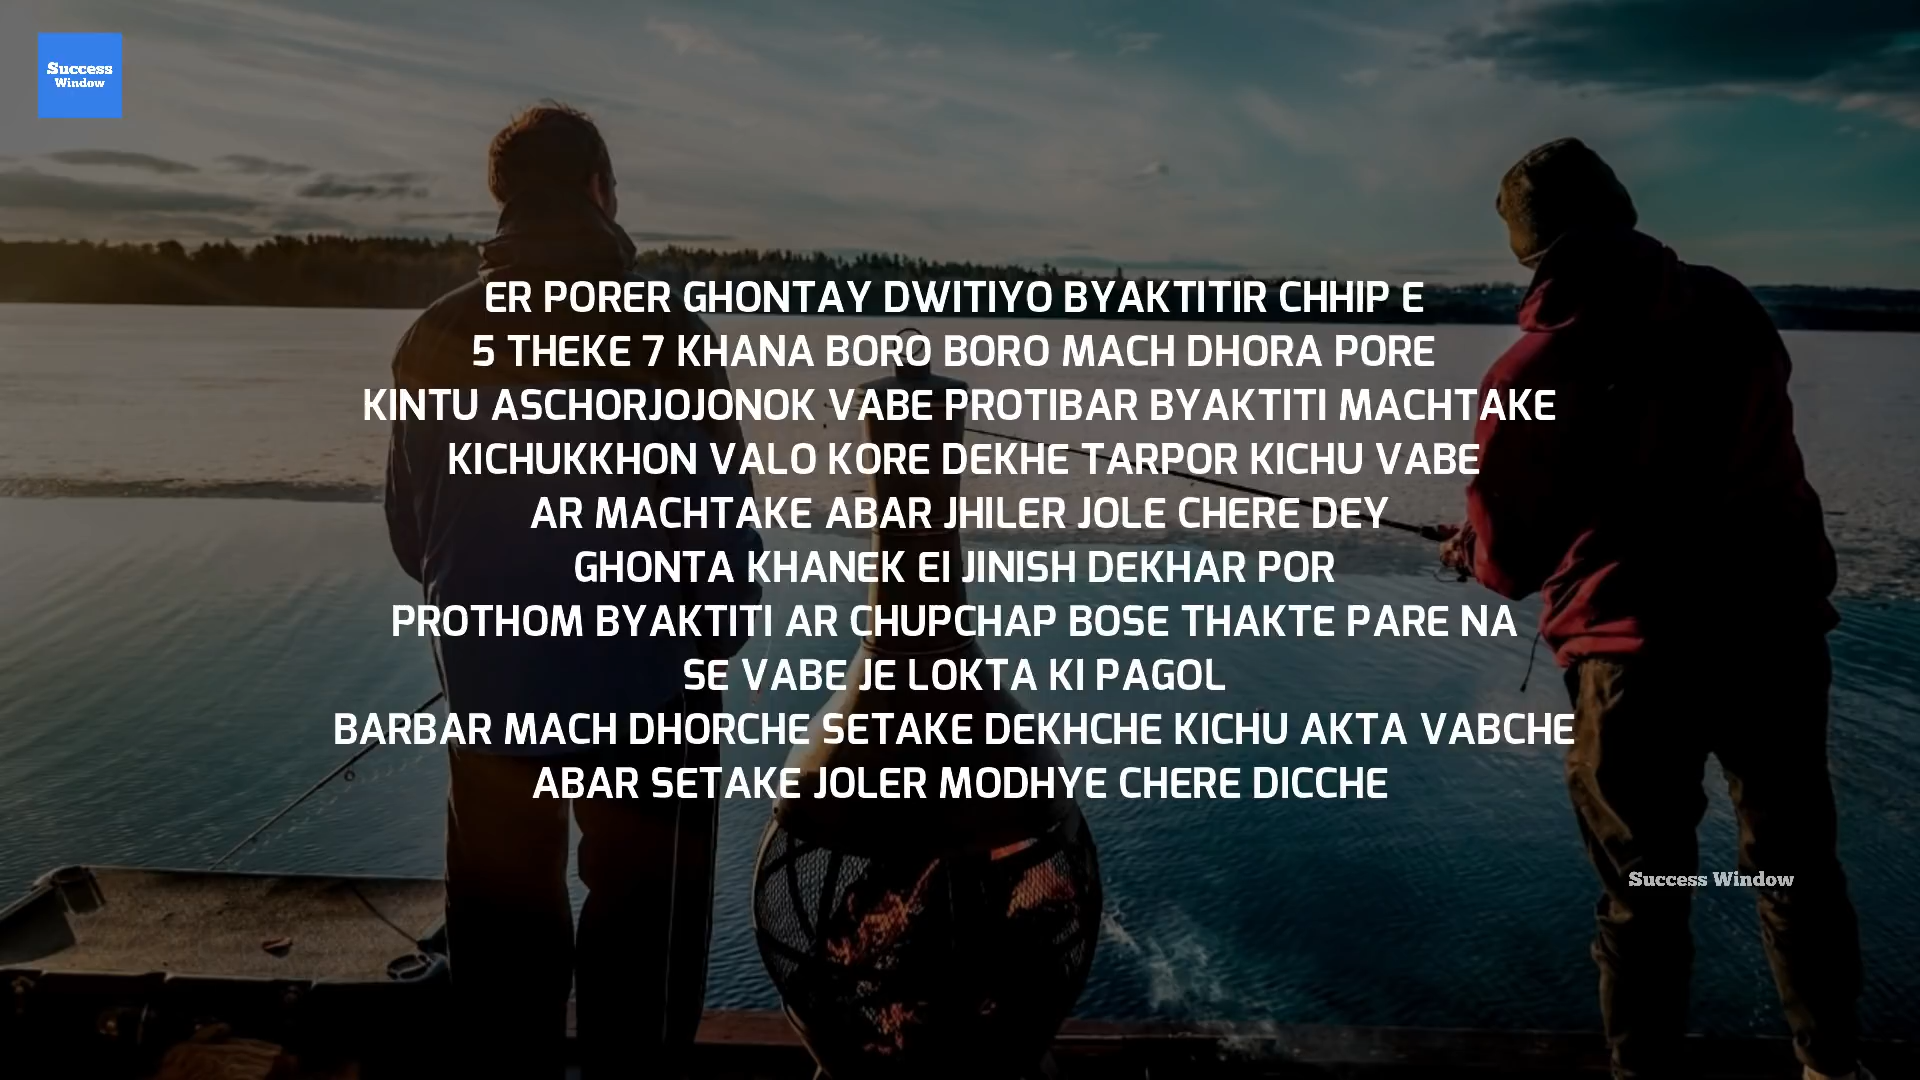 Success
Window
ER PORER GHONTAY DWITIYO BYAKTITIR CHHIP E
5 THEKE 7 KHANA BORO BORO MACH DHORA PORE
KINTU ASCHORJOJONOK VABE PROTIBAR BYAKTITI MACHTAKE
KICHUKKHON VALO KORE DEKHE TARPOR KICHU VABE
AR MACHTAKE ABAR JHILER JOLE CHERE DEY
GHONTA KHANEK EI JINISH DEKHAR POR
PROTHOM BYAKTITI AR CHUPCHAP BOSE THAKTE PARE NA
SE VABE JE LOKTA KI PAGOL
BARBAR MACH DHORCHE SETAKE DEKHCHE KICHU AKTA VABCHE
ABAR SETAKE JOLER MODHYE CHERE DICCHE
Success Window